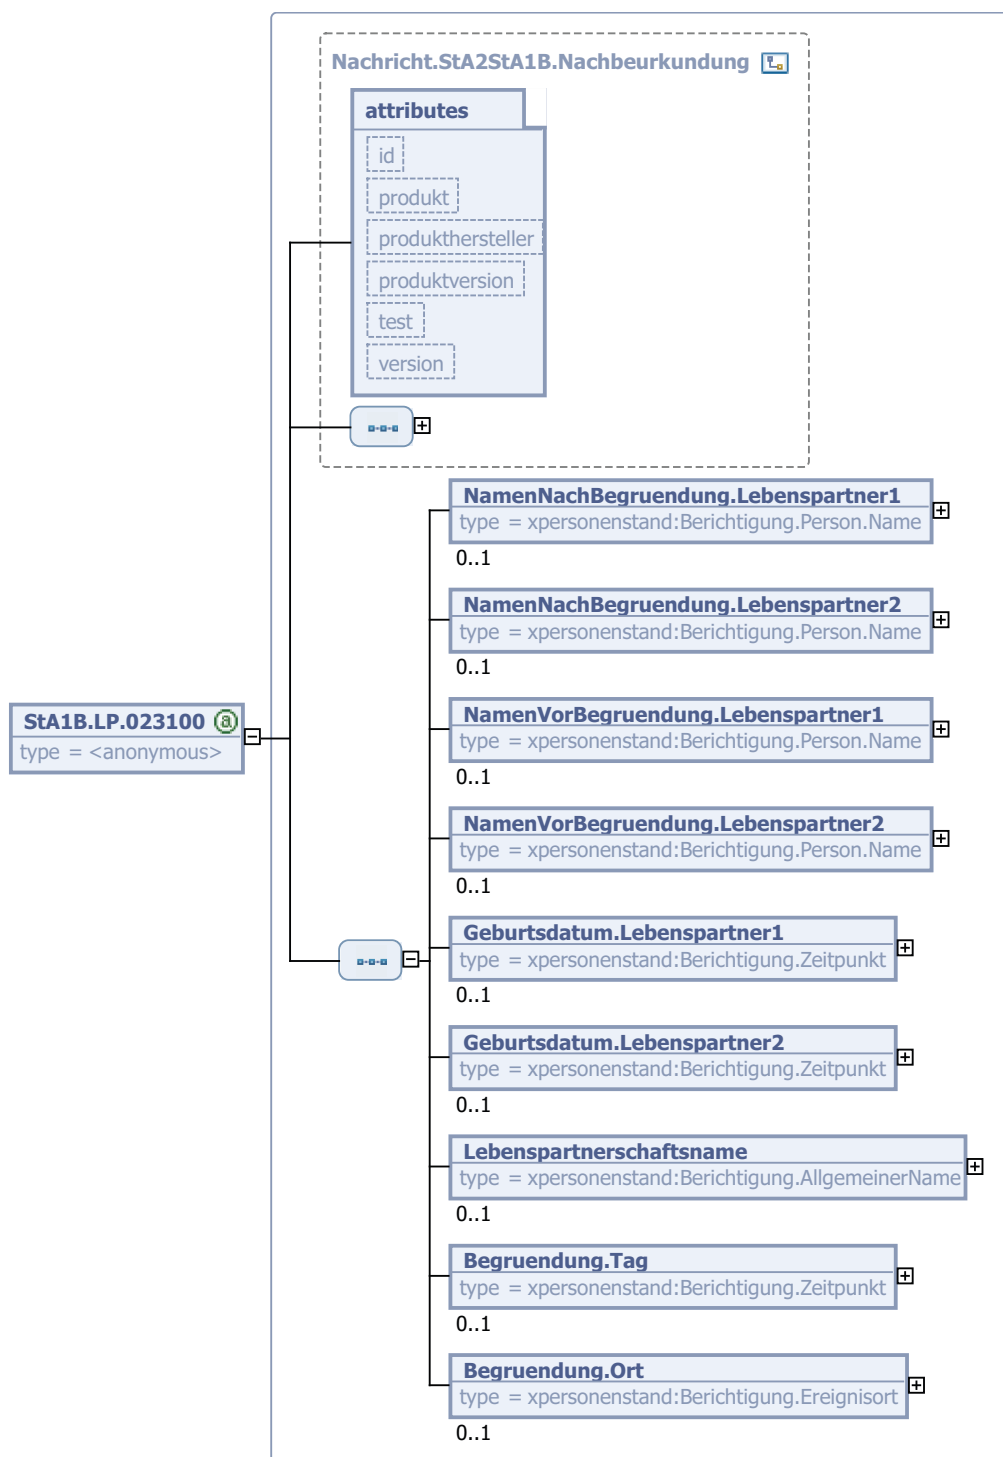 Nachricht.StA2StA1B.Nachbeurkundung
attributes
id
produkt
produkthersteller
produktversion
test
version
NamenNachBegruendung.Lebenspartner1
type = xpersonenstand:Berichtigung.Person.Name
0..1
NamenNachBegruendung.Lebenspartner2
type = xpersonenstand:Berichtigung.Person.Name
0..1
StA1B.LP.023100 @
type = <anonymous>
NamenVorBegruendung.Lebenspartner1
type = xpersonenstand:Berichtigung.Person.Name
0..1
NamenVorBegruendung.Lebenspartner2
type = xpersonenstand:Berichtigung.Person.Name
0..1
Geburtsdatum.Lebenspartner1
type = xpersonenstand:Berichtigung.Zeitpunkt
0..1
Geburtsdatum.Lebenspartner2
type = xpersonenstand:Berichtigung.Zeitpunkt
0..1
Lebenspartnerschaftsname
type = xpersonenstand:Berichtigung.AllgemeinerName
0..1
Begruendung.Tag
type = xpersonenstand:Berichtigung.Zeitpunkt
0..1
Begruendung.Ort
type = xpersonenstand:Berichtigung.Ereignisort
0..1